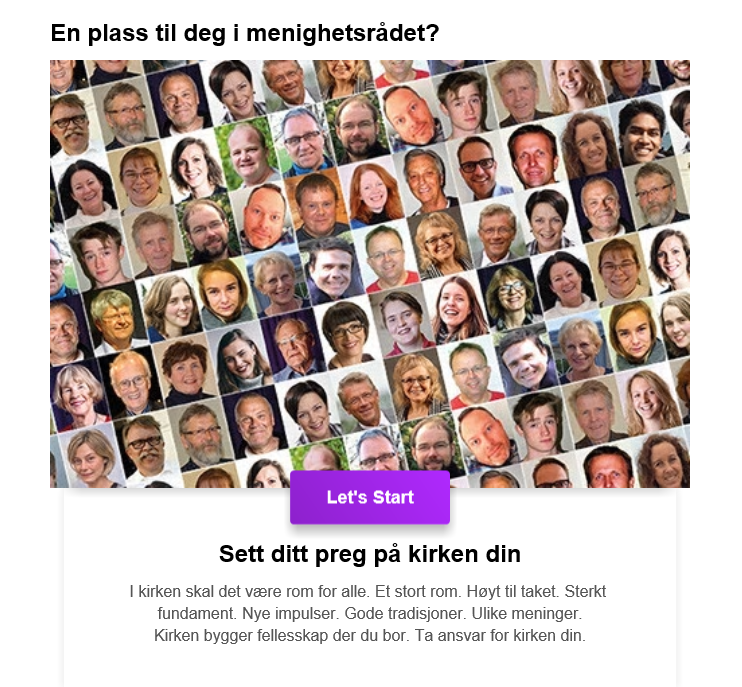 En plass til deg i menighetsrådet?
Let's Start
Sett ditt preg på kirken din
I kirken skal det være rom for alle. Et stort rom. Høyt til taket. Sterkt
fundament. Nye impulser. Gode tradisjoner. Ulike meninger.
Kirken bygger fellesskap der du bor. Ta ansvar for kirken din.